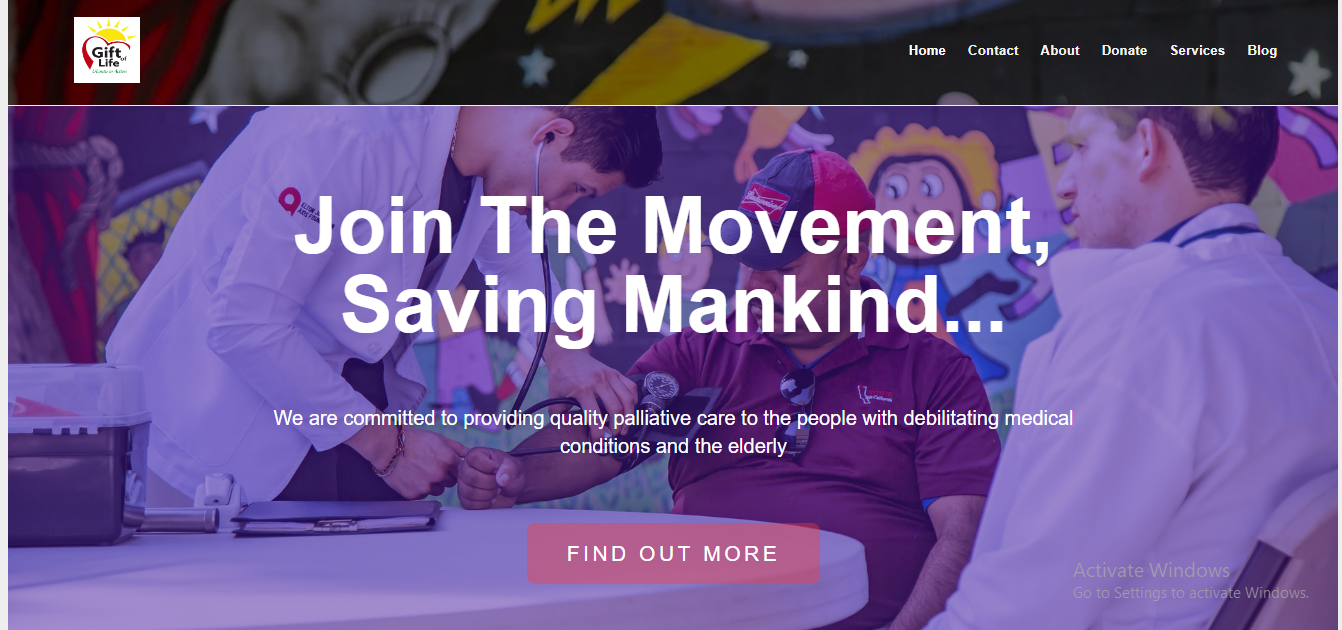 Gift
of
Life
Home Contact About Donate Services Blog
Join The Movement,
Saving Mankind...
We are committed to providing quality palliative care to the people with debilitating medical
conditions and the elderly
FIND OUT MORE
Activate Windows
Go to Settings to activate Windows.